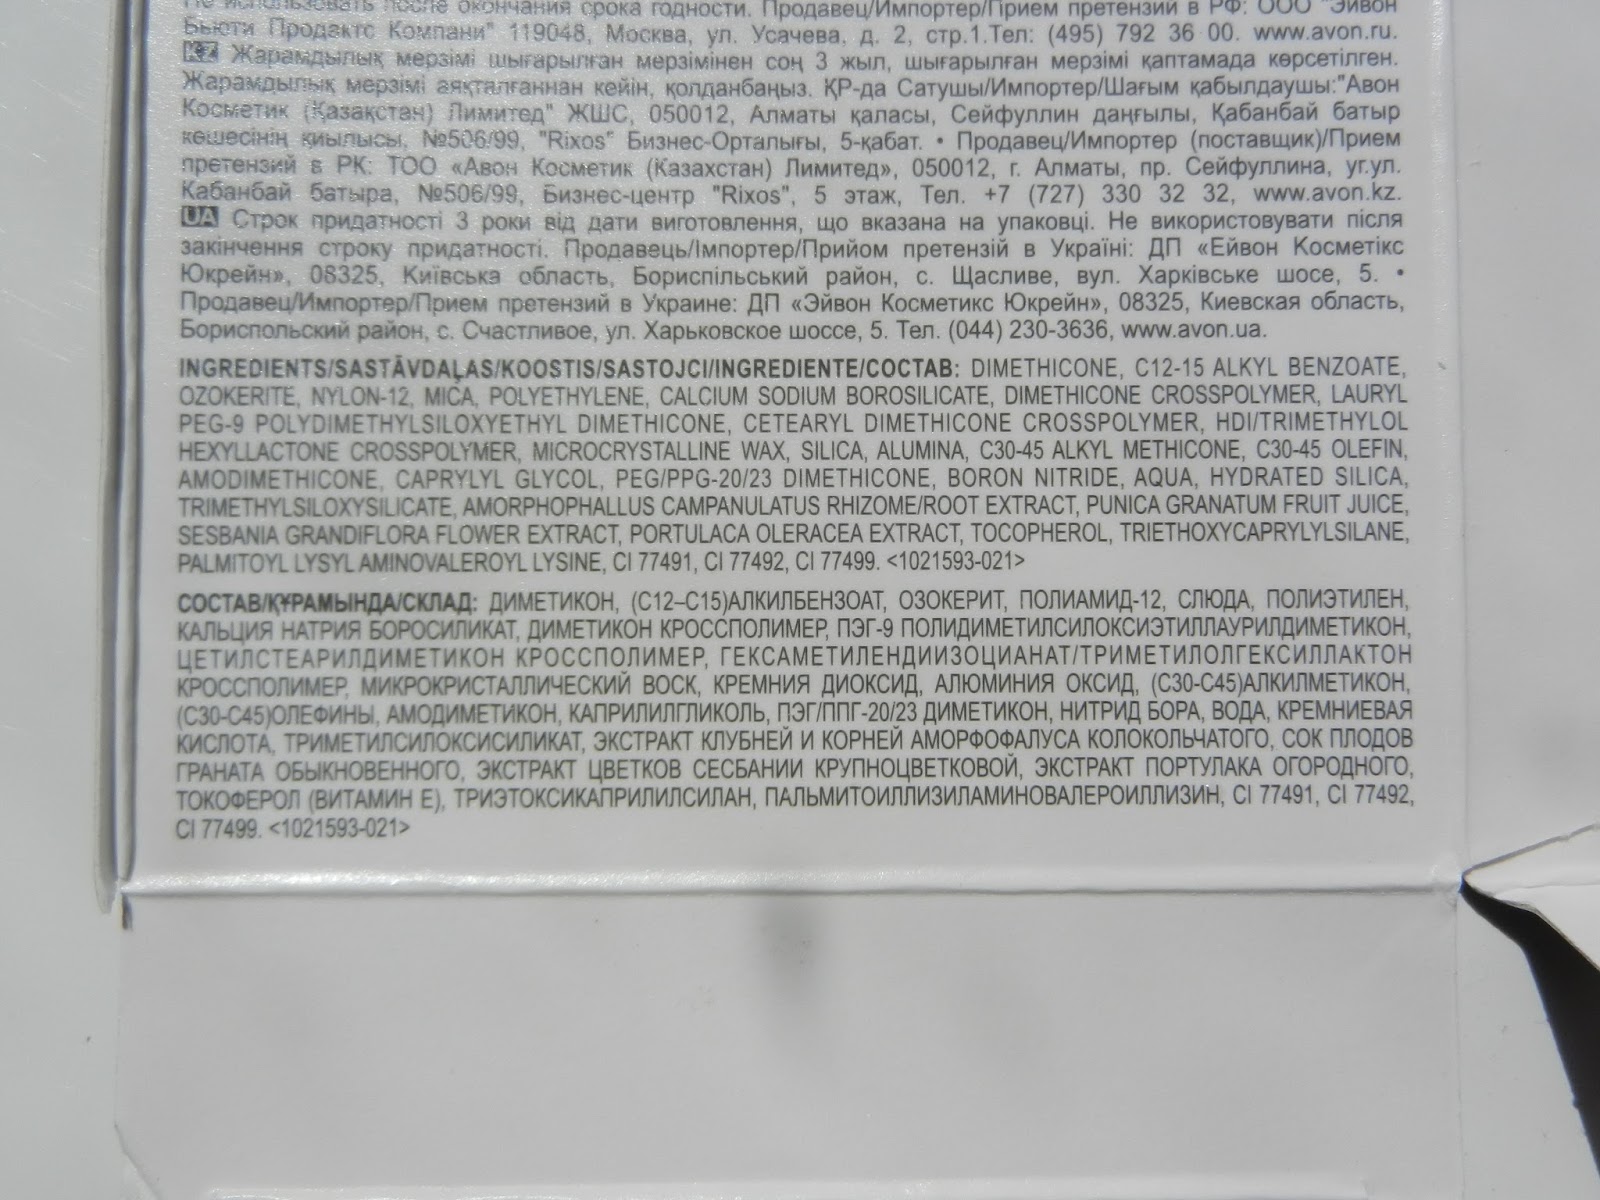 Не использовать после окончания срока годности. Продавец/Импортер/Прием претензий в РФ: ООО "Эйвон
Бьюти Продактс Компани" 119048, Москва, ул. Усачева, д. 2, стр.1.Тел: (495) 792 36 00. www.avon.ru.
KZ Жарамдылық мерзімі шығарылған мерзімінен соң 3 жыл, шығарылған мерзімі қаптамада көрсетілген.
Жарамдылық мерзімі аяқталғаннан кейін, қолданбаңыз. ҚР-да Сатушы/Импортер/Шағым қабылдаушы:"Авон
Косметик (Қазақстан) Лимитед" ЖШС, 050012, Алматы қаласы, Сейфуллин даңғылы, Қабанбай батыр
көшесінің қиылысы, №506/99, "Rixos" Бизнес-Орталығы, 5-қабат. • Продавец/Импортер (поставщик)/Прием
претензий в РК: ТОО «Авон Косметик (Казахстан) Лимитед», 050012, г. Алматы, пр. Сейфуллина, уг.ул.
Кабанбай батыра, №506/99, Бизнес-центр "Rixos", 5 этаж, Тел. +7 (727) 330 32 32, www.avon.kz.
UA Строк придатності 3 роки від дати виготовлення, що вказана на упаковці. Не використовувати після
закінчення строку придатності. Продавець/Імпортер/Прийом претензій в Україні: ДП «Ейвон Косметікс
Юкрейн», 08325, Київська область, Бориспільський район, с. Щасливе, вул. Харківське шосе, 5. •
Продавец/Импортер/Прием претензий в Украине: ДП «Эйвон Косметикс Юкрейн», 08325, Киевская область,
Бориспольский район, с. Счастливое, ул. Харьковское шоссе, 5. Тел. (044) 230-3636, www.avon.ua.
INGREDIENTS/SASTĀVDAĻAS/KOOSTIS/SASTOJCI/INGREDIENTE/СОСТАВ: DIMETHICONE, C12-15 ALKYL BENZOATE,
OZOKERITE, NYLON-12, MICA, POLYETHYLENE, CALCIUM SODIUM BOROSILICATE, DIMETHICONE CROSSPOLYMER, LAURYL
PEG-9 POLYDIMETHYLSILOXYETHYL DIMETHICONE, CETEARYL DIMETHICONE CROSSPOLYMER, HDI/TRIMETHYLOL
HEXYLLACTONE CROSSPOLYMER, MICROCRYSTALLINE WAX, SILICA, ALUMINA, C30-45 ALKYL METHICONE, C30-45 OLEFIN,
AMODIMETHICONE, CAPRYLYL GLYCOL, PEG/PPG-20/23 DIMETHICONE, BORON NITRIDE, AQUA, HYDRATED SILICA,
TRIMETHYLSILOXYSILICATE, AMORPHOPHALLUS CAMPANULATUS RHIZOME/ROOT EXTRACT, PUNICA GRANATUM FRUIT JUICE,
SESBANIA GRANDIFLORA FLOWER EXTRACT, PORTULACA OLERACEA EXTRACT, TOCOPHEROL, TRIETHOXYCAPRYLYLSILANE,
PALMITOYL LYSYL AMINOVALEROYL LYSINE, CI 77491, CI 77492, CI 77499. <1021593-021>
СОСТАВ/ҚҰРАМЫНДА/СКЛАД: ДИМЕТИКОН, (С12–С15)АЛКИЛБЕНЗОАТ, ОЗОКЕРИТ, ПОЛИАМИД-12, СЛЮДА, ПОЛИЭТИЛЕН,
КАЛЬЦИЯ НАТРИЯ БОРОСИЛИКАТ, ДИМЕТИКОН КРОССПОЛИМЕР, ПЭГ-9 ПОЛИДИМЕТИЛСИЛОКСИЭТИЛЛАУРИЛДИМЕТИКОН,
ЦЕТИЛСТЕАРИЛДИМЕТИКОН КРОССПОЛИМЕР, ГЕКСАМЕТИЛЕНДИИЗОЦИАНАТ/ТРИМЕТИЛОЛГЕКСИЛЛАКТОН
КРОССПОЛИМЕР, МИКРОКРИСТАЛЛИЧЕСКИЙ ВОСК, КРЕМНИЯ ДИОКСИД, АЛЮМИНИЯ ОКСИД, (С30-С45)АЛКИЛМЕТИКОН,
(С30-С45)ОЛЕФИНЫ, АМОДИМЕТИКОН, КАПРИЛИЛГЛИКОЛЬ, ПЭГ/ППГ-20/23 ДИМЕТИКОН, НИТРИД БОРА, ВОДА, КРЕМНИЕВАЯ
КИСЛОТА, ТРИМЕТИЛСИЛОКСИСИЛИКАТ, ЭКСТРАКТ КЛУБНЕЙ И КОРНЕЙ АМОРФОФАЛУСА КОЛОКОЛЬЧАТОГО, СОК ПЛОДОВ
ГРАНАТА ОБЫКНОВЕННОГО, ЭКСТРАКТ ЦВЕТКОВ СЕСБАНИИ КРУПНОЦВЕТКОВОЙ, ЭКСТРАКТ ПОРТУЛАКА ОГОРОДНОГО,
ТОКОФЕРОЛ (ВИТАМИН Е), ТРИЭТОКСИКАПРИЛИЛСИЛАН, ПАЛЬМИТОИЛЛИЗИЛАМИНОВАЛЕРОИЛЛИЗИН, CI 77491, CI 77492,
CI 77499. <1021593-021>